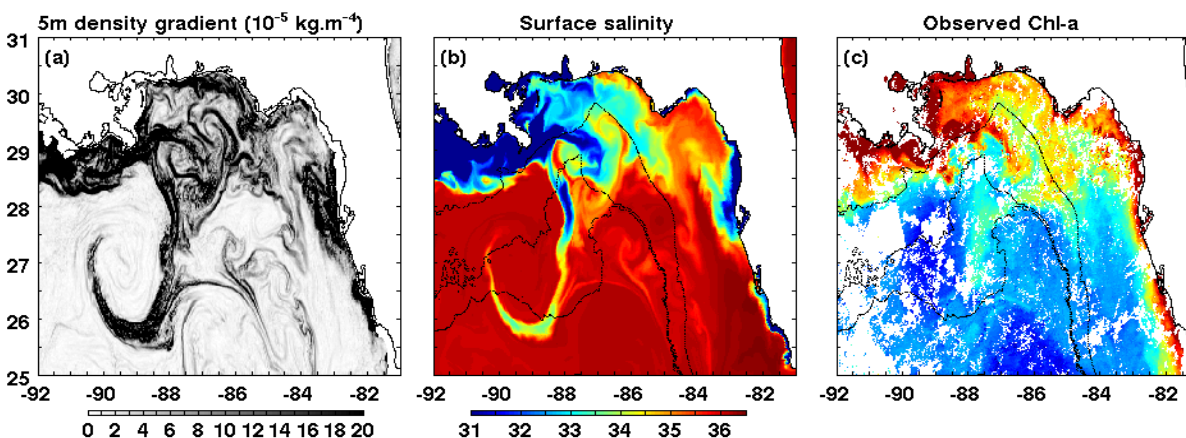 5m density gradient (10⁻⁵ kg.m⁻⁴)
Surface salinity
Observed Chl-a
31
30
29
28
27
26
25
(a)
(b)
(c)
-92 -90 -88 -86 -84 -82
-92 -90 -88 -86 -84 -82
-92 -90 -88 -86 -84 -82
0 2 4 6 8 10 12 14 16 18 20
31 32 33 34 35 36